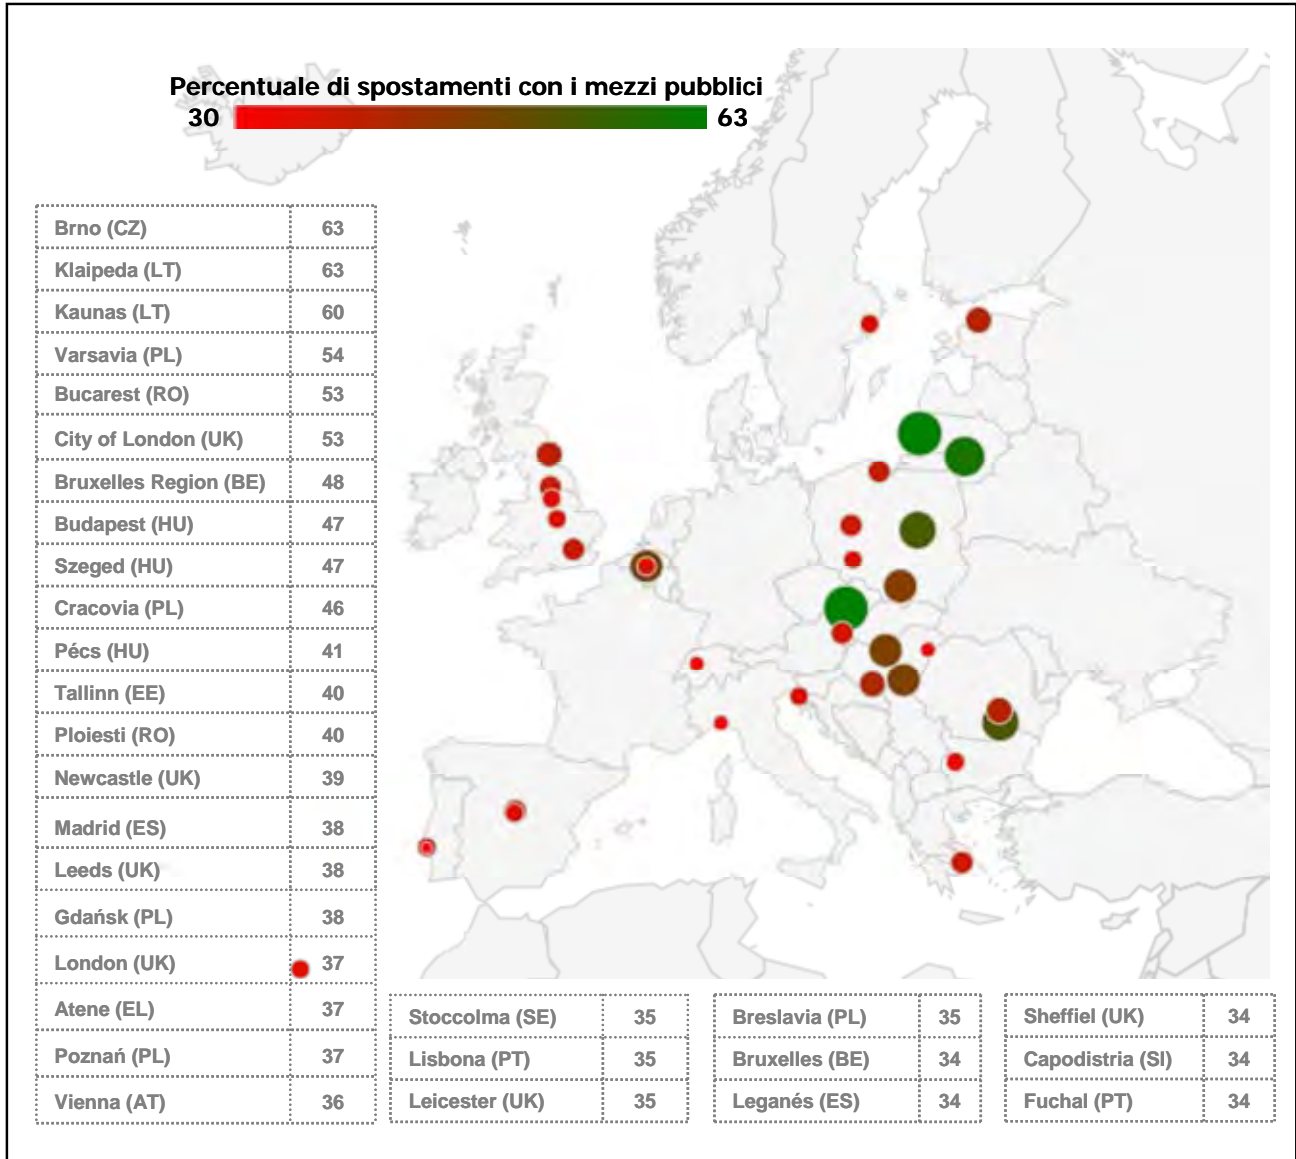 Percentuale di spostamenti con i mezzi pubblici
30 63
Brno (CZ) 63
Klaipeda (LT) 63
Kaunas (LT) 60
Varsavia (PL) 54
Bucarest (RO) 53
City of London (UK) 53
Bruxelles Region (BE) 48
Budapest (HU) 47
Szeged (HU) 47
Cracovia (PL) 46
Pécs (HU) 41
Tallinn (EE) 40
Ploiesti (RO) 40
Newcastle (UK) 39
Madrid (ES) 38
Leeds (UK) 38
Gdańsk (PL) 38
London (UK) 37
Atene (EL) 37
Poznań (PL) 37
Vienna (AT) 36
Stoccolma (SE) 35
Lisbona (PT) 35
Leicester (UK) 35
Breslavia (PL) 35
Bruxelles (BE) 34
Leganés (ES) 34
Sheffiel (UK) 34
Capodistria (SI) 34
Fuchal (PT) 34